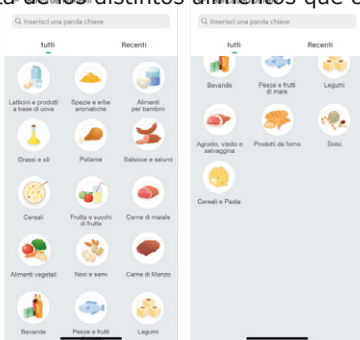 Inserisci una parola chiave
tutti Recenti
Latticini e prodotti
a base di uova
Spezie e erbe
aromatiche
Alimenti
per bambini
Grassi e oli
Pollame
Salsicce e salumi
Cereali
Frutta e succhi
di frutta
Carne di maiale
Alimenti vegetali
Noci e semi
Carne di Manzo
Bevande
Pesce e frutti
Legumi
Inserisci una parola chiave
tutti Recenti
Bevande
Pesce e frutti
di mare
Legumi
Agnello, vitello e
selvaggina
Prodotti da forno
Dolci
Cereali e Pasta